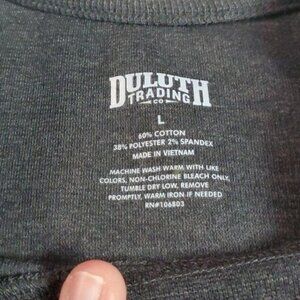 DULUTH
TRADING
CO
L
60% COTTON
38% POLYESTER 2% SPANDEX
MADE IN VIETNAM
MACHINE WASH WARM WITH LIKE
COLORS, NON-CHLORINE BLEACH ONLY,
TUMBLE DRY LOW, REMOVE
PROMPTLY, WARM IRON IF NEEDED
RN#106803